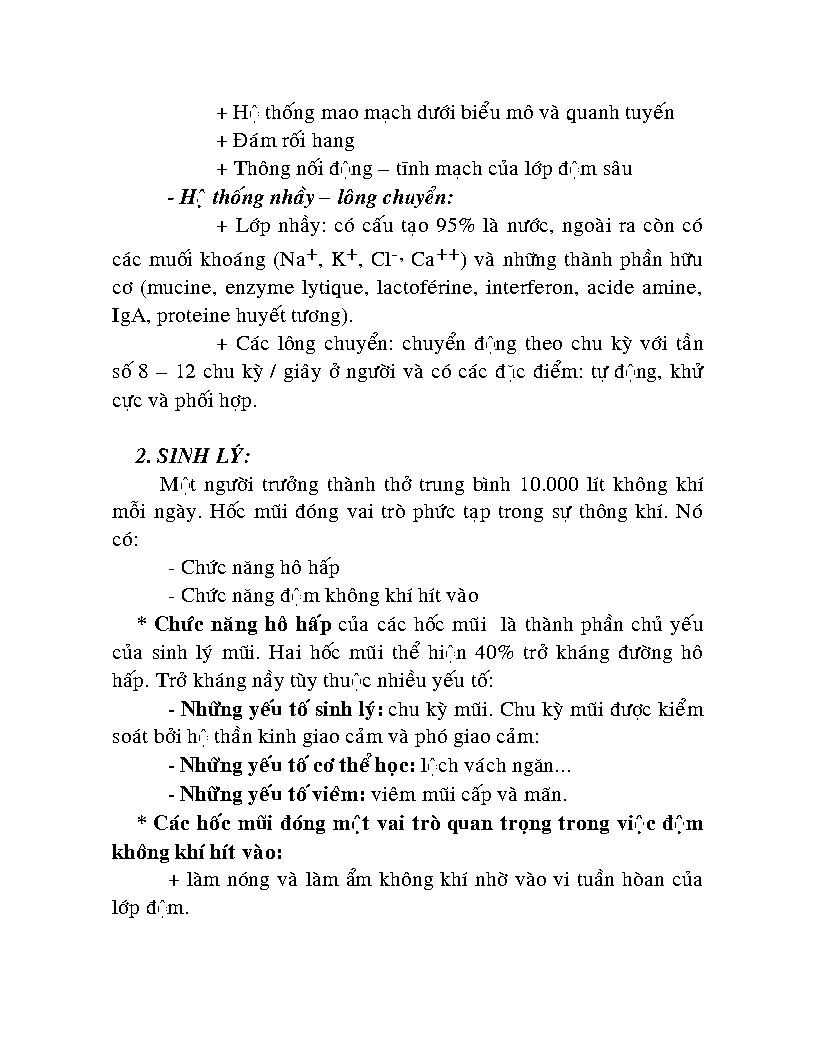 + Hệ thống mao mạch dưới biểu mô và quanh tuyến
+ Đám rối hang
+ Thông nối động – tĩnh mạch của lớp đệm sâu
- Hệ thống nhầy – lông chuyển:
+ Lớp nhầy: có cấu tạo 95% là nước, ngoài ra còn có
các muối khoáng (Na+, K+, Cl-, Ca++) và những thành phần hữu
cơ (mucine, enzyme lytique, lactoférine, interferon, acide amine,
IgA, proteine huyết tương).
+ Các lông chuyển: chuyển động theo chu kỳ với tần
số 8 – 12 chu kỳ / giây ở người và có các đặc điểm: tự động, khử
cực và phối hợp.
2. SINH LÝ:
Một người trưởng thành thở trung bình 10.000 lít không khí
mỗi ngày. Hốc mũi đóng vai trò phức tạp trong sự thông khí. Nó
có:
- Chức năng hô hấp
- Chức năng đệm không khí hít vào
* Chức năng hô hấp của các hốc mũi là thành phần chủ yếu
của sinh lý mũi. Hai hốc mũi thể hiện 40% trở kháng đường hô
hấp. Trở kháng nầy tùy thuộc nhiều yếu tố:
- Những yếu tố sinh lý: chu kỳ mũi. Chu kỳ mũi được kiểm
soát bởi hệ thần kinh giao cảm và phó giao cảm:
- Những yếu tố cơ thể học: lệch vách ngăn...
- Những yếu tố viêm: viêm mũi cấp và mãn.
* Các hốc mũi đóng một vai trò quan trọng trong việc đệm
không khí hít vào:
+ làm nóng và làm ẩm không khí nhờ vào vi tuần hòan của
lớp đệm.